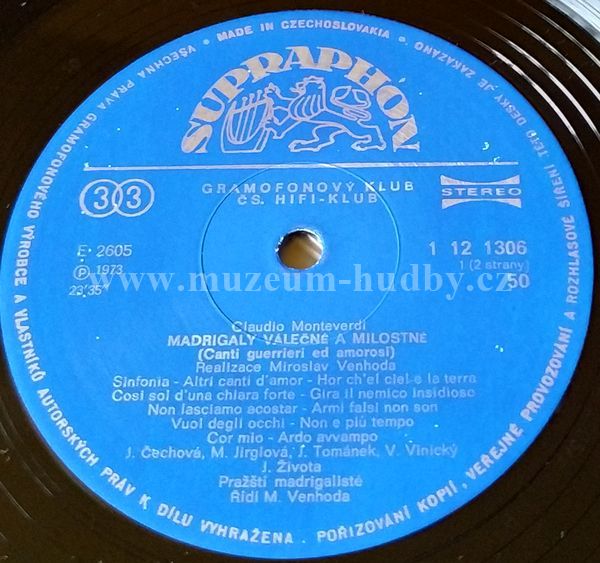 VŠECHNA PRÁVA GRAMOFONOVÉHO VÝROBCE A VLASTNÍKŮ AUTORSKÝCH PRÁV K DÍLU VYHRAŽENA . POŘIZOVÁNÍ KOPIÍ, VEŘEJNÉ PROVOZOVÁNÍ A ROZHLASOVÉ ŠÍŘENÍ TÉTO DESKY JE ZAKÁZÁNO
• MADE IN CZECHOSLOVAKIA •
SUPRAPHON
33
GRAMOFONOVÝ KLUB
ČS. HIFI-KLUB
STEREO
E 2605
Ⓟ 1973
23'35"
1 12 1306
1 (2 strany)
50
www.muzeum-hudby.cz
Claudio Monteverdi
MADRIGALY VÁLEČNÉ A MILOSTNÉ
(Canti guerrieri ed amorosi)
Realizace Miroslav Venhoda
Sinfonia - Altri canti d'amor - Hor ch'el ciel e la terra
Cosi sol d'una chiara forte - Gira il nemico insidioso
Non lasciamo acostar - Armi falsi non son
Vuol degli occhi - Non e più tempo
Cor mio - Ardo avvampo
J. Čechová, M. Jirglová, J. Tománek, V. Vlnický
J. Životа
Pražští madrigalisté
Řídí M. Venhoda